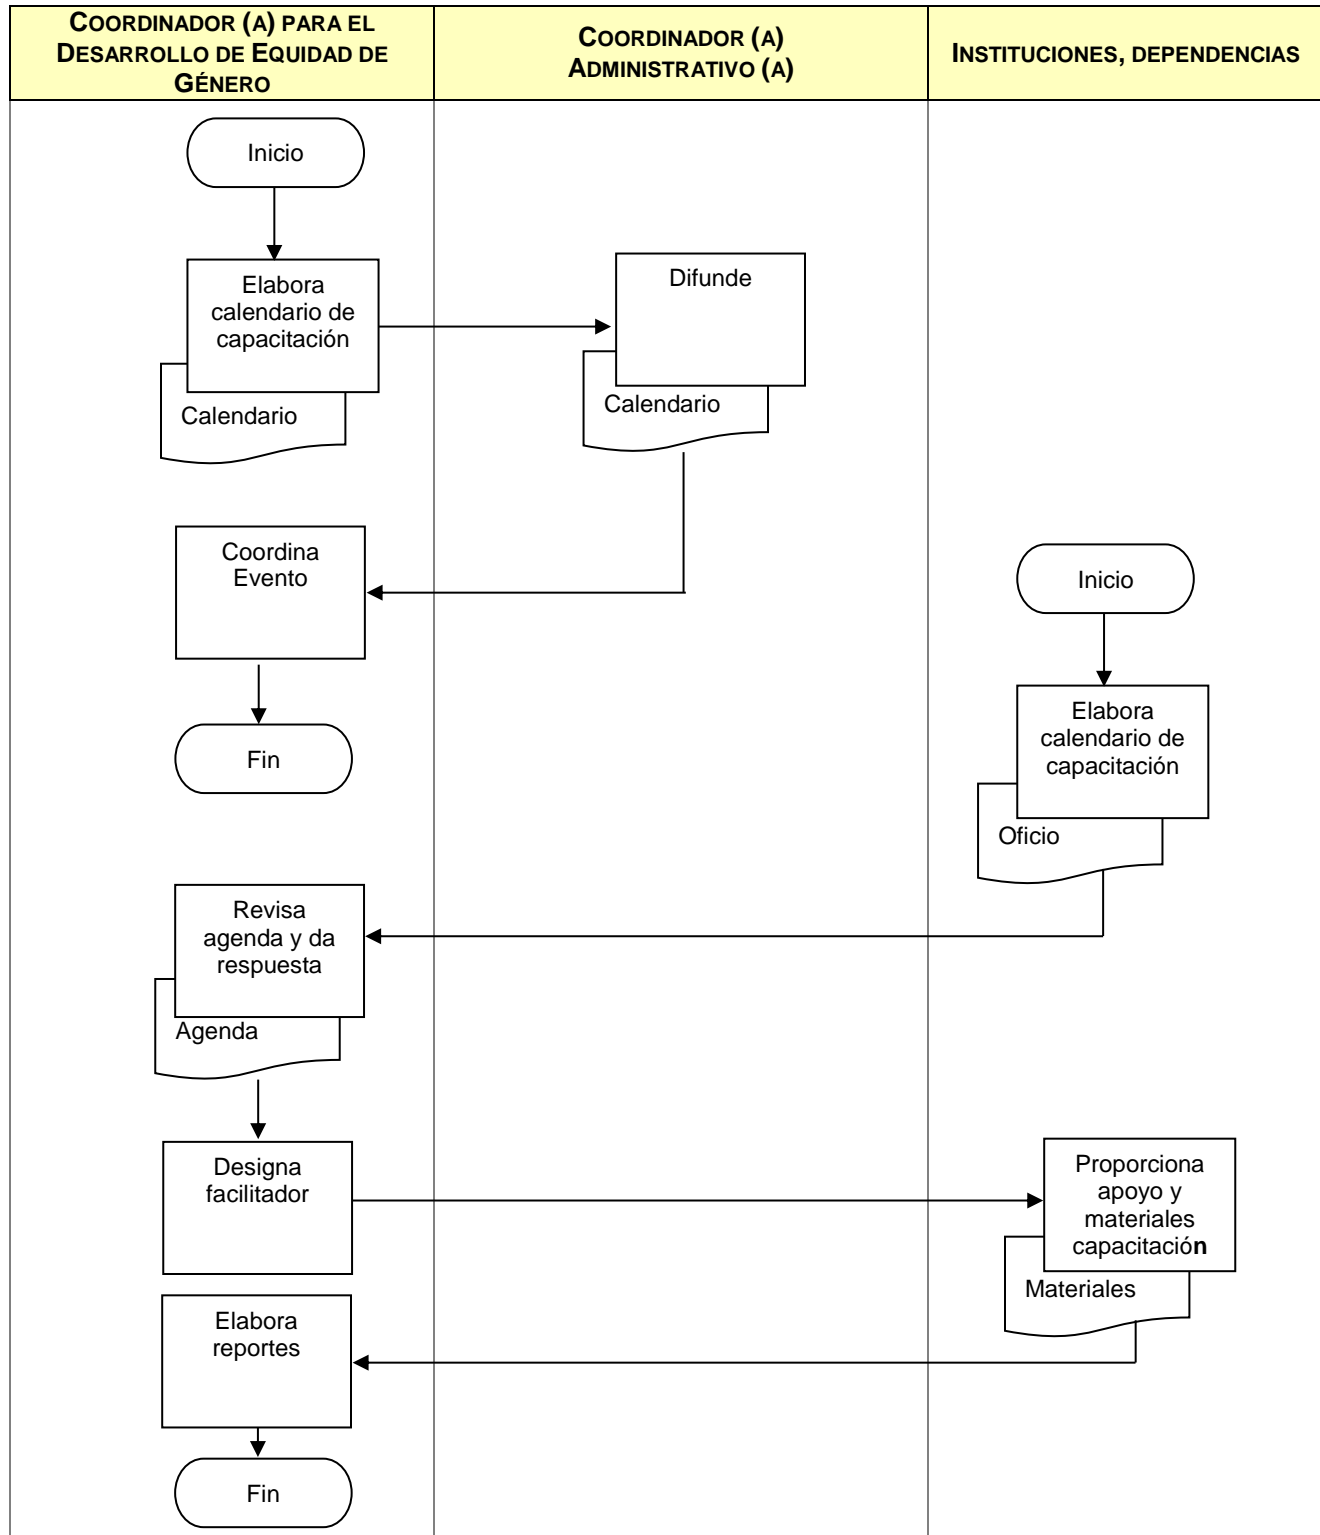 COORDINADOR (A) PARA EL
DESARROLLO DE EQUIDAD DE
GÉNERO
COORDINADOR (A)
ADMINISTRATIVO (A)
INSTITUCIONES, DEPENDENCIAS
Inicio
Elabora
calendario de
capacitación
Calendario
Difunde
Calendario
Coordina
Evento
Fin
Inicio
Elabora
calendario de
capacitación
Oficio
Revisa
agenda y da
respuesta
Agenda
Designa
facilitador
Proporciona
apoyo y
materiales
capacitación
Materiales
Elabora
reportes
Fin